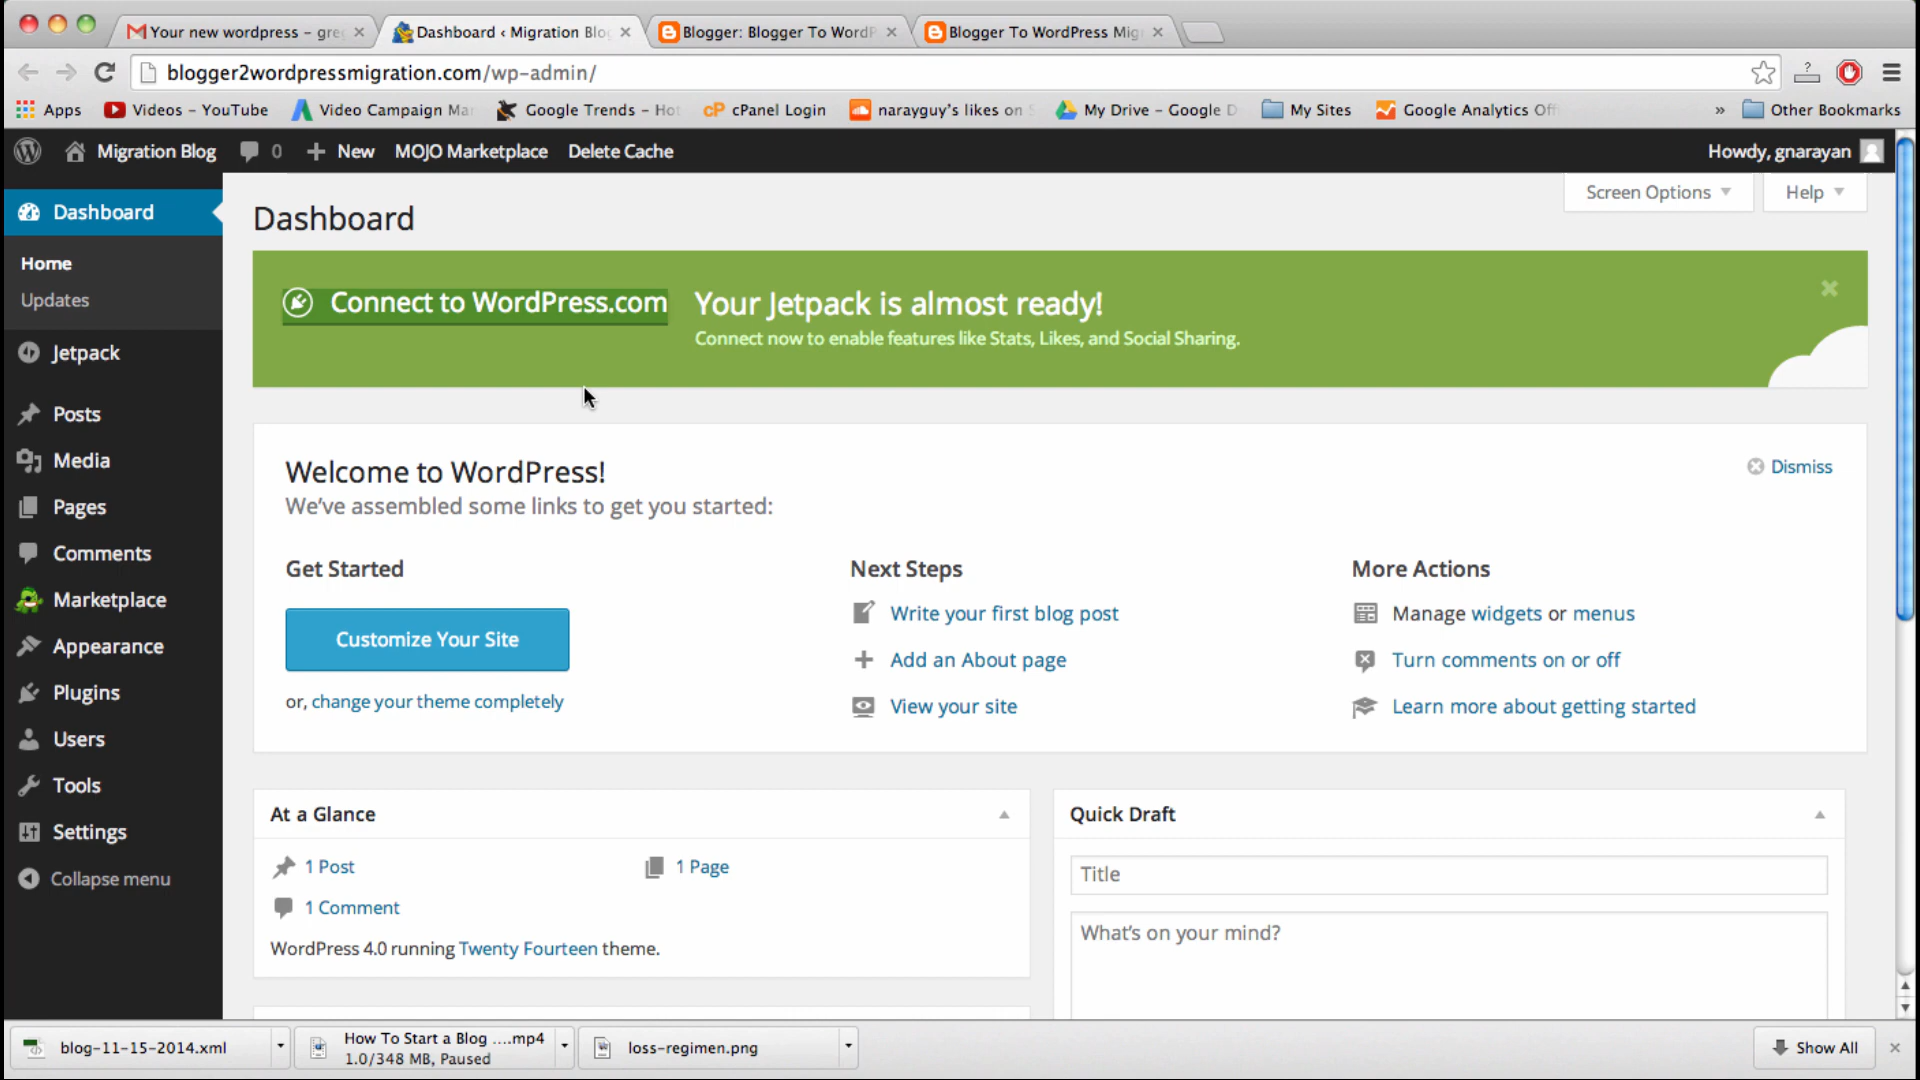 Your new wordpress – gre
Dashboard ‹ Migration Blo
Blogger: Blogger To WordP
Blogger To WordPress Mig
blogger2wordpressmigration.com/wp-admin/
?
Apps
Videos – YouTube
Video Campaign Ma
Google Trends – Hot
cP cPanel Login
narayguy's likes on S
My Drive – Google D
My Sites
Google Analytics Off
»
Other Bookmarks
Migration Blog
0
New
MOJO Marketplace
Delete Cache
Howdy, gnarayan
Dashboard
Home
Updates
Jetpack
Posts
Media
Pages
Comments
Marketplace
Appearance
Plugins
Users
Tools
Settings
Collapse menu
Screen Options
Help
Dashboard
Connect to WordPress.com
Your Jetpack is almost ready!
Connect now to enable features like Stats, Likes, and Social Sharing.
Welcome to WordPress!
We've assembled some links to get you started:
Dismiss
Get Started
Customize Your Site
or, change your theme completely
Next Steps
Write your first blog post
Add an About page
View your site
More Actions
Manage widgets or menus
Turn comments on or off
Learn more about getting started
At a Glance
1 Post
1 Page
1 Comment
WordPress 4.0 running Twenty Fourteen theme.
Quick Draft
Title
What's on your mind?
blog-11-15-2014.xml
How To Start a Blog ....mp4
1.0/348 MB, Paused
loss-regimen.png
Show All